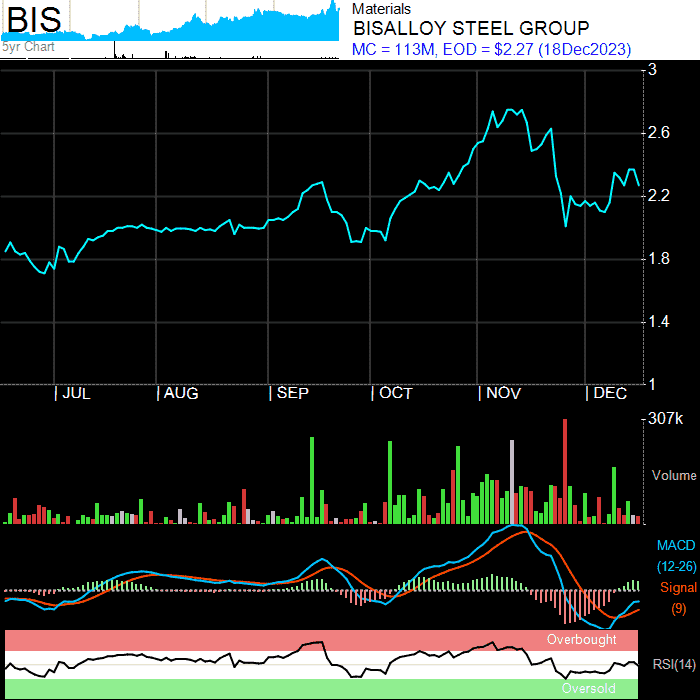 BIS
5yr Chart
Materials
BISALLOY STEEL GROUP
MC = 113M, EOD = $2.27 (18Dec2023)
3
2.6
2.2
1.8
1.4
1
JUL AUG SEP OCT NOV DEC
307k
Volume
MACD
(12-26)
Signal
(9)
Overbought
RSI(14)
Oversold